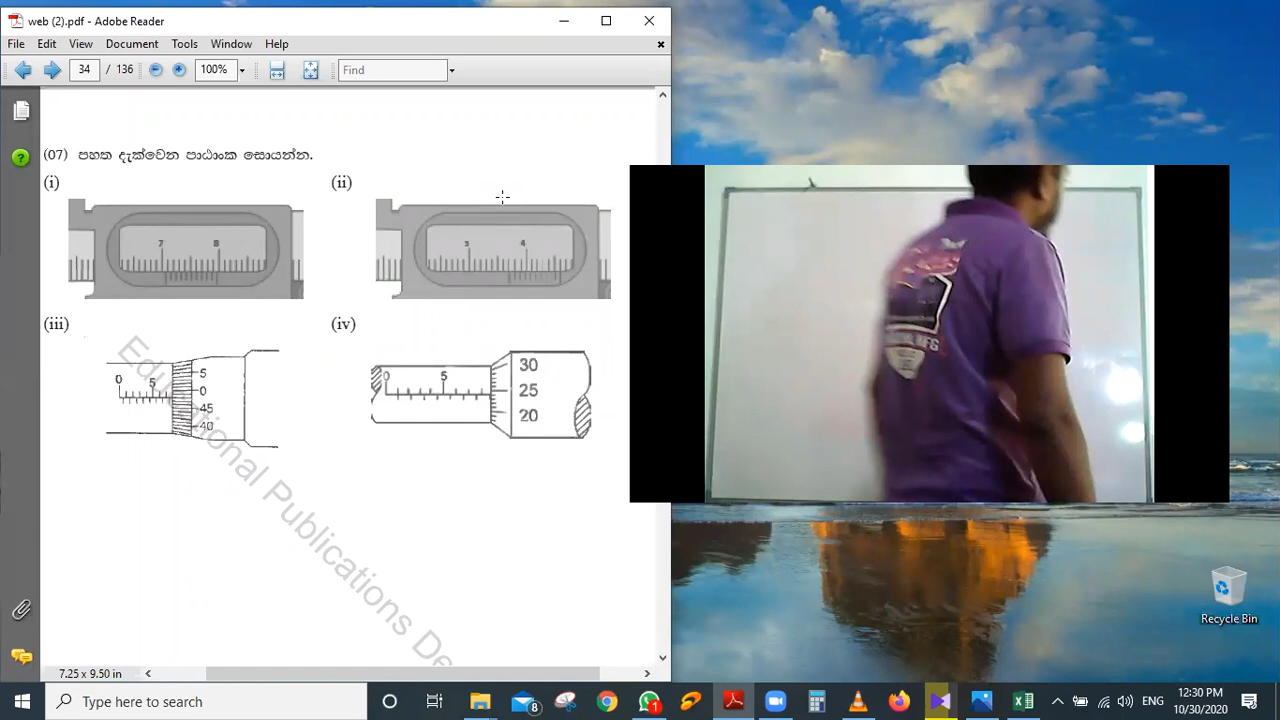 web (2).pdf - Adobe Reader
File Edit View Document Tools Window Help
34 / 136 100% Find
(07) පහත දැක්වෙන පාඨාංක සොයන්න.
(i) (ii)
7 8
3 4
(iii) (iv)
0 5
5
0
45
40
0 5
30
25
20
Educational Publications De
7.25 x 9.50 in
Recycle Bin
Type here to search
8
1
ENG
12:30 PM
10/30/2020